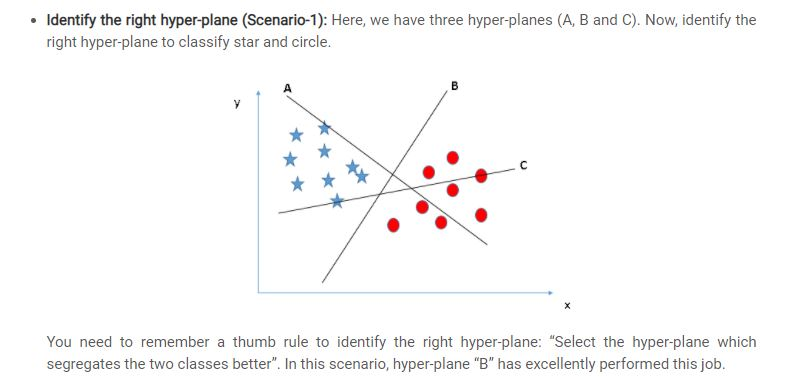 • Identify the right hyper-plane (Scenario-1): Here, we have three hyper-planes (A, B and C). Now, identify the
right hyper-plane to classify star and circle.
A
B
y
C
x
You need to remember a thumb rule to identify the right hyper-plane: “Select the hyper-plane which
segregates the two classes better”. In this scenario, hyper-plane “B” has excellently performed this job.